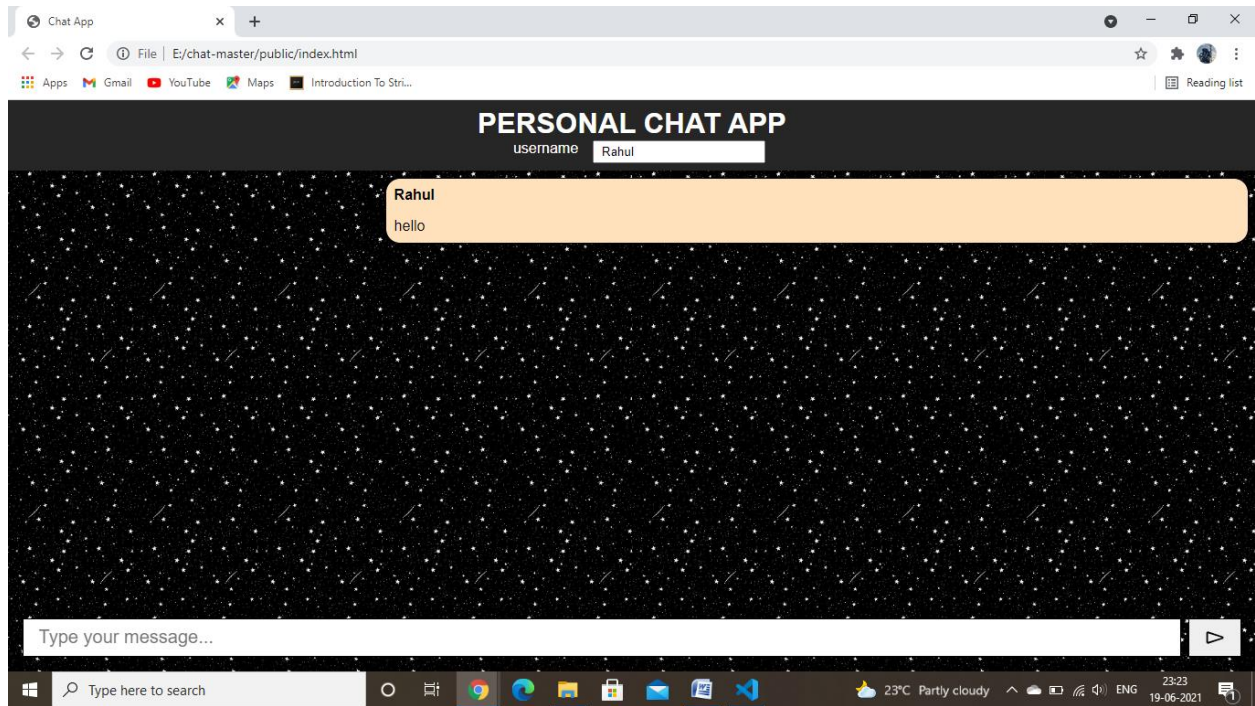 Chat App
File | E:/chat-master/public/index.html
Apps Gmail YouTube Maps Introduction To Stri... Reading list
PERSONAL CHAT APP
username Rahul
Rahul
hello
Type your message...
Type here to search 23°C Partly cloudy ENG 23:23
19-06-2021 1